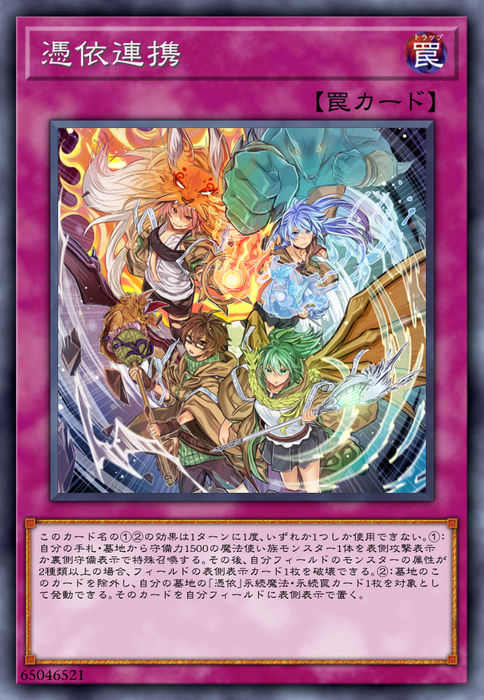 憑依連携
トラップ
罠
【罠カード】
このカード名の①②の効果は1ターンに1度、いずれか1つしか使用できない。①:
自分の手札・墓地から守備力1500の魔法使い族モンスター1体を表側攻撃表示
か裏側守備表示で特殊召喚する。その後、自分フィールドのモンスターの属性が
2種類以上の場合、フィールドの表側表示カード1枚を破壊できる。②:墓地のこ
のカードを除外し、自分の墓地の「憑依」永続魔法・永続罠カード1枚を対象とし
て発動できる。そのカードを自分フィールドに表側表示で置く。
65046521